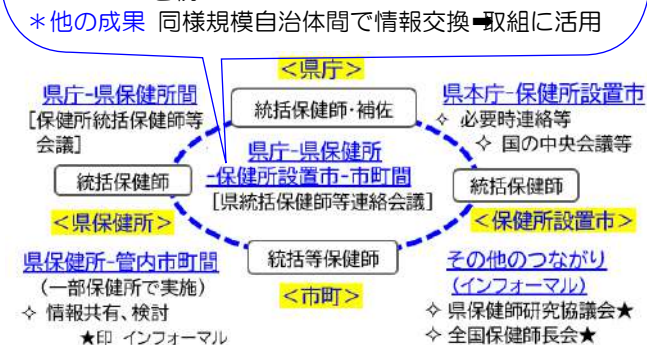 ＊他の成果 同様規模自治体間で情報交換➡取組に活用
＜県庁＞
県庁-県保健所間
[保健所統括保健師等
会議]
統括保健師・補佐
県本庁-保健所設置市
✧ 必要時連絡等
✧ 国の中央会議等
県庁-県保健所
-保健所設置市-市町間
[県統括保健師等連絡会議]
統括保健師
＜県保健所＞
統括保健師
＜保健所設置市＞
県保健所-管内市町間
(一部保健所で実施)
✧ 情報共有、検討
★印 インフォーマル
統括等保健師
＜市町＞
その他のつながり
(インフォーマル)
✧ 県保健師研究協議会★
✧ 全国保健師長会★